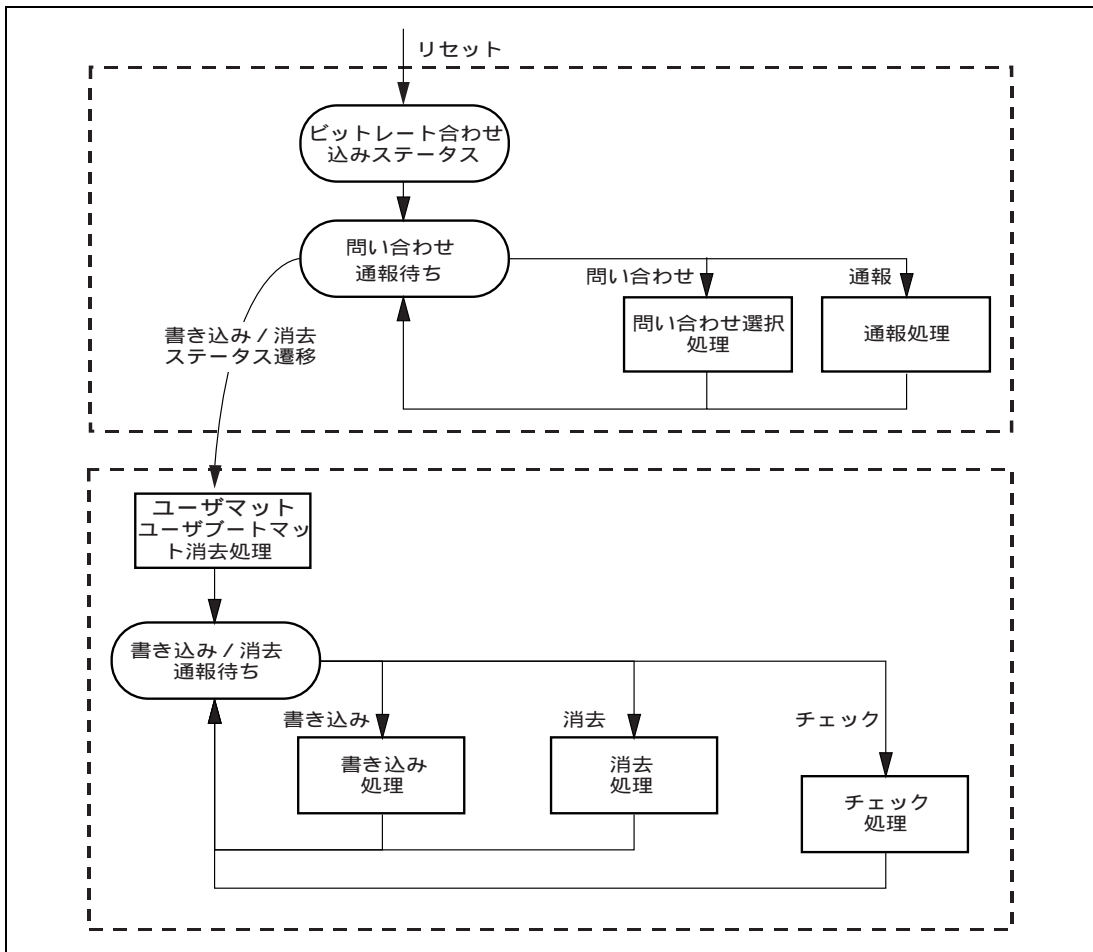 リセット
ビットレート合わせ
込みステータス
問い合わせ
通報待ち
問い合わせ
通報
問い合わせ選択
処理
通報処理
書き込み / 消去
ステータス遷移
ユーザマット
ユーザブートマッ
ト消去処理
書き込み / 消去
通報待ち
書き込み
消去
チェック
書き込み
処理
消去
処理
チェック
処理